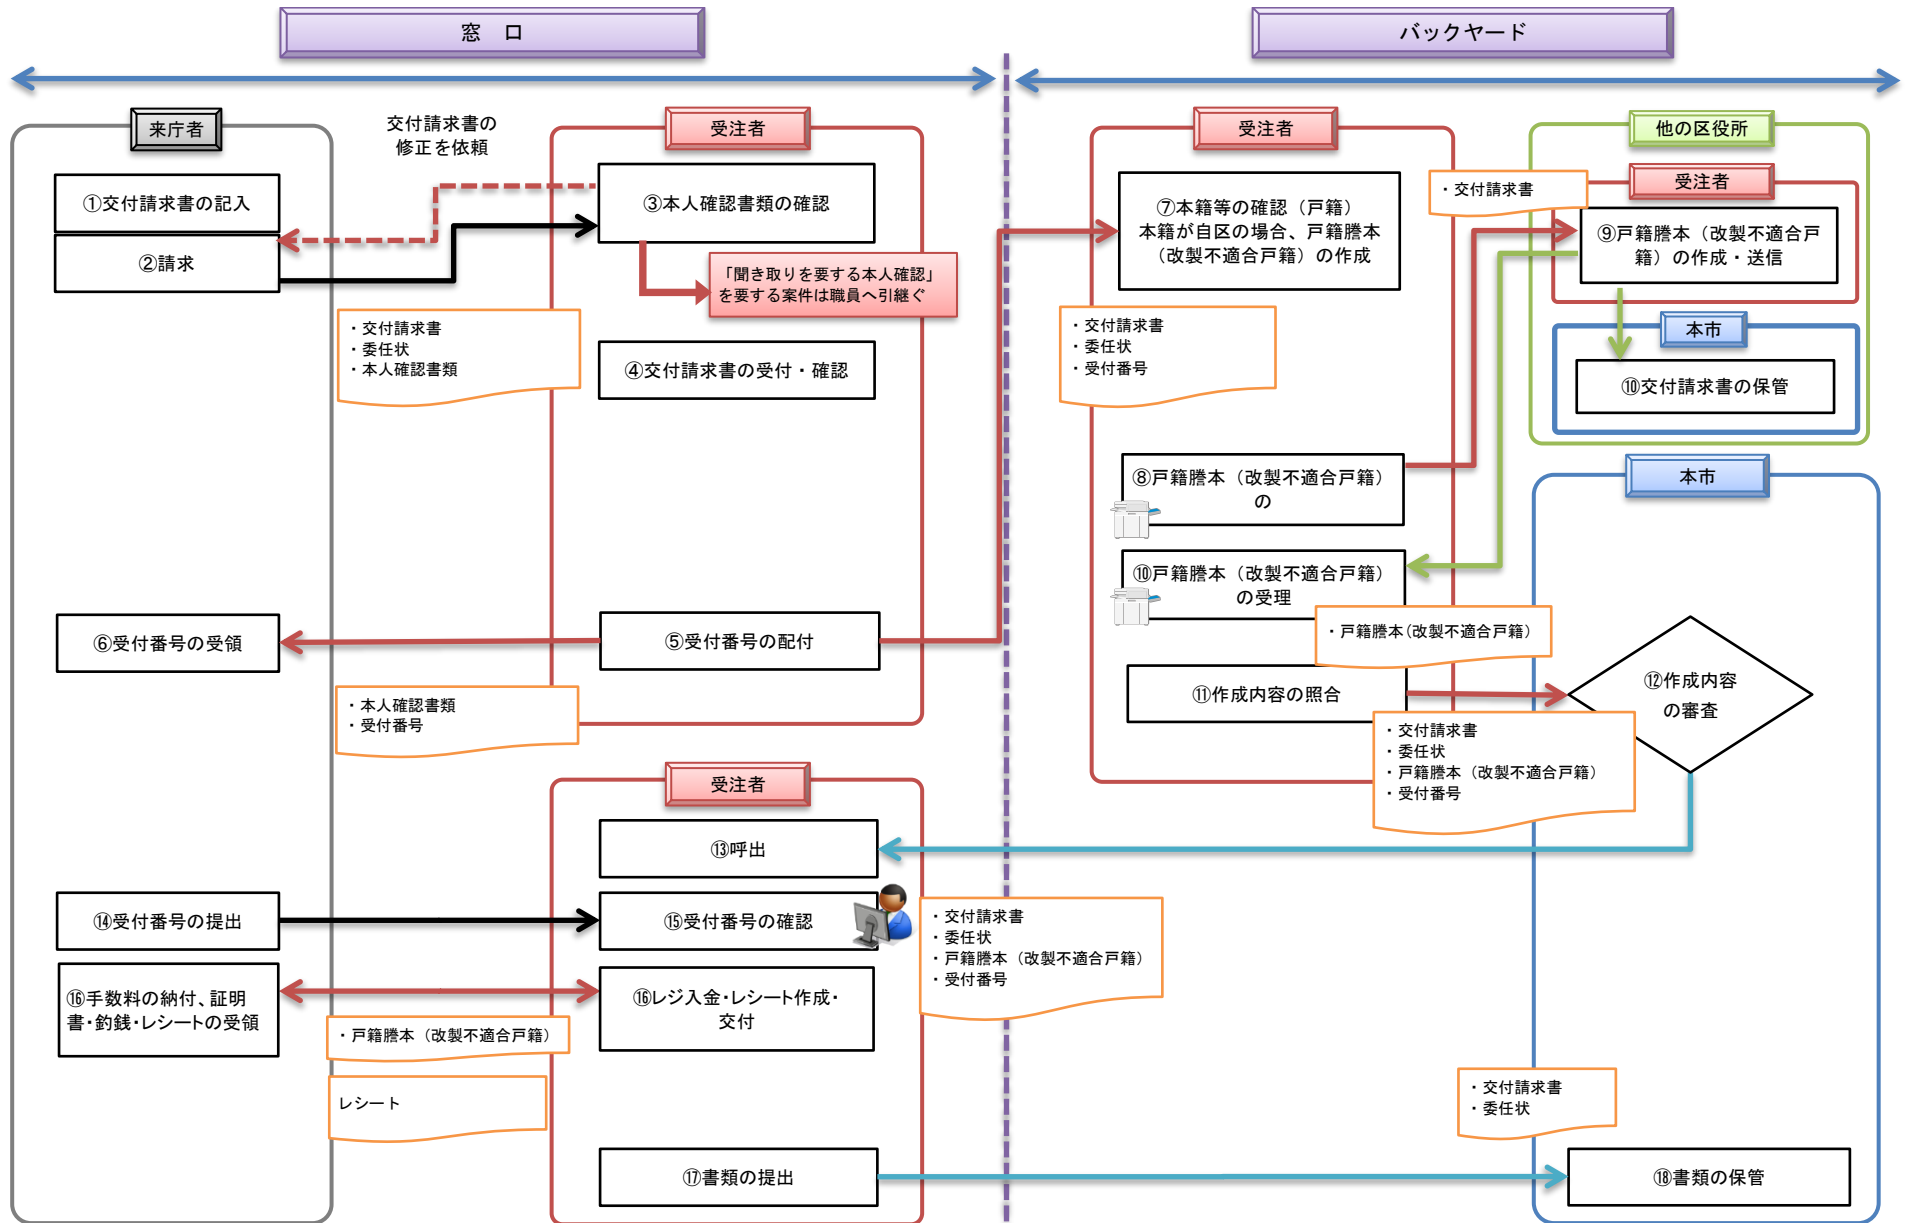 窓　口
バックヤード
来庁者
交付請求書の
修正を依頼
受注者
①交付請求書の記入
②請求
③本人確認書類の確認
「聞き取りを要する本人確認」
を要する案件は職員へ引継ぐ
・交付請求書
・委任状
・本人確認書類
④交付請求書の受付・確認
⑥受付番号の受領
⑤受付番号の配付
・本人確認書類
・受付番号
受注者
⑦本籍等の確認（戸籍）
本籍が自区の場合、戸籍謄本
（改製不適合戸籍）の作成
・交付請求書
・委任状
・受付番号
⑧戸籍謄本（改製不適合戸籍）
の
⑩戸籍謄本（改製不適合戸籍）
の受理
・戸籍謄本(改製不適合戸籍)
⑪作成内容の照合
・交付請求書
・委任状
・戸籍謄本（改製不適合戸籍）
・受付番号
他の区役所
・交付請求書
受注者
⑨戸籍謄本（改製不適合戸
籍）の作成・送信
本市
⑩交付請求書の保管
本市
⑫作成内容
の審査
受注者
⑬呼出
⑭受付番号の提出
⑮受付番号の確認
・交付請求書
・委任状
・戸籍謄本（改製不適合戸籍）
・受付番号
⑯手数料の納付、証明
書・釣銭・レシートの受領
⑯レジ入金・レシート作成・
交付
・戸籍謄本（改製不適合戸籍）
レシート
・交付請求書
・委任状
⑰書類の提出
⑱書類の保管